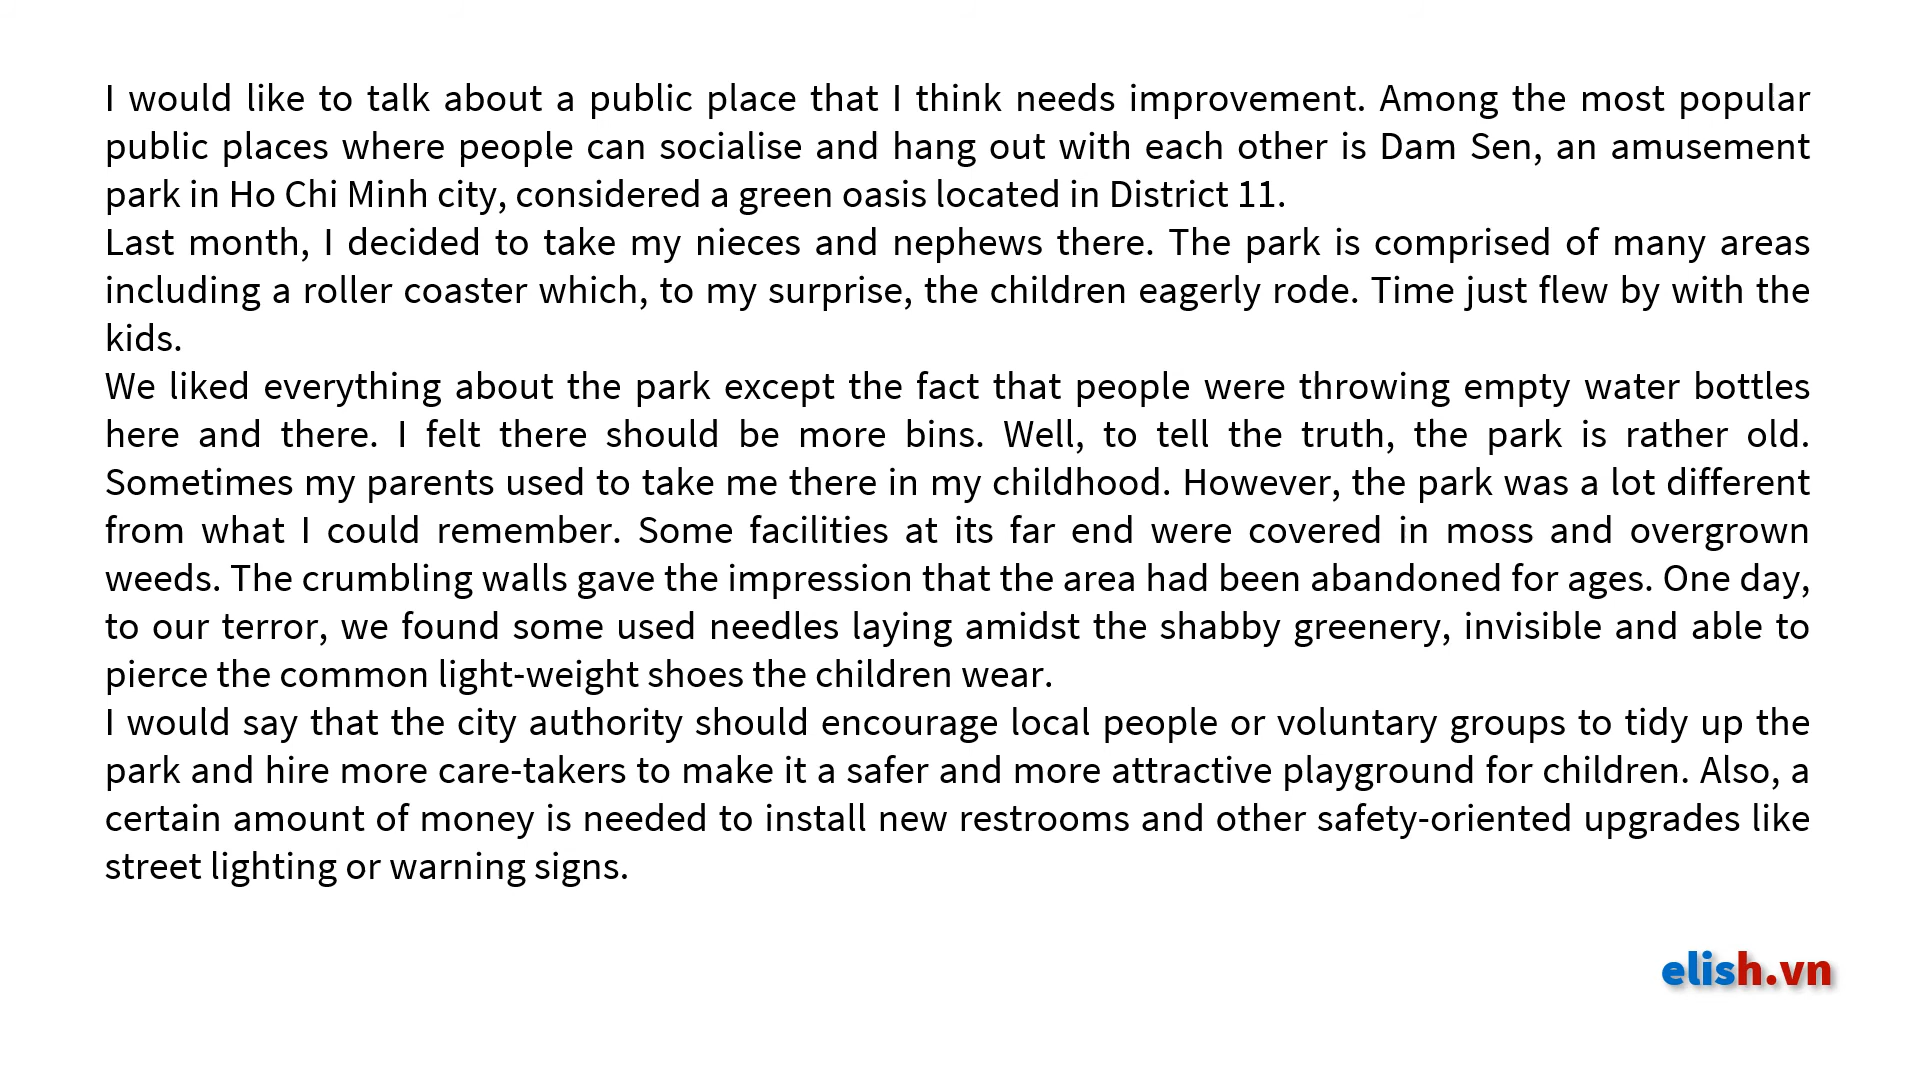 I would like to talk about a public place that I think needs improvement. Among the most popular
public places where people can socialise and hang out with each other is Dam Sen, an amusement
park in Ho Chi Minh city, considered a green oasis located in District 11.
Last month, I decided to take my nieces and nephews there. The park is comprised of many areas
including a roller coaster which, to my surprise, the children eagerly rode. Time just flew by with the
kids.
We liked everything about the park except the fact that people were throwing empty water bottles
here and there. I felt there should be more bins. Well, to tell the truth, the park is rather old.
Sometimes my parents used to take me there in my childhood. However, the park was a lot different
from what I could remember. Some facilities at its far end were covered in moss and overgrown
weeds. The crumbling walls gave the impression that the area had been abandoned for ages. One day,
to our terror, we found some used needles laying amidst the shabby greenery, invisible and able to
pierce the common light-weight shoes the children wear.
I would say that the city authority should encourage local people or voluntary groups to tidy up the
park and hire more care-takers to make it a safer and more attractive playground for children. Also, a
certain amount of money is needed to install new restrooms and other safety-oriented upgrades like
street lighting or warning signs.
elish.vn